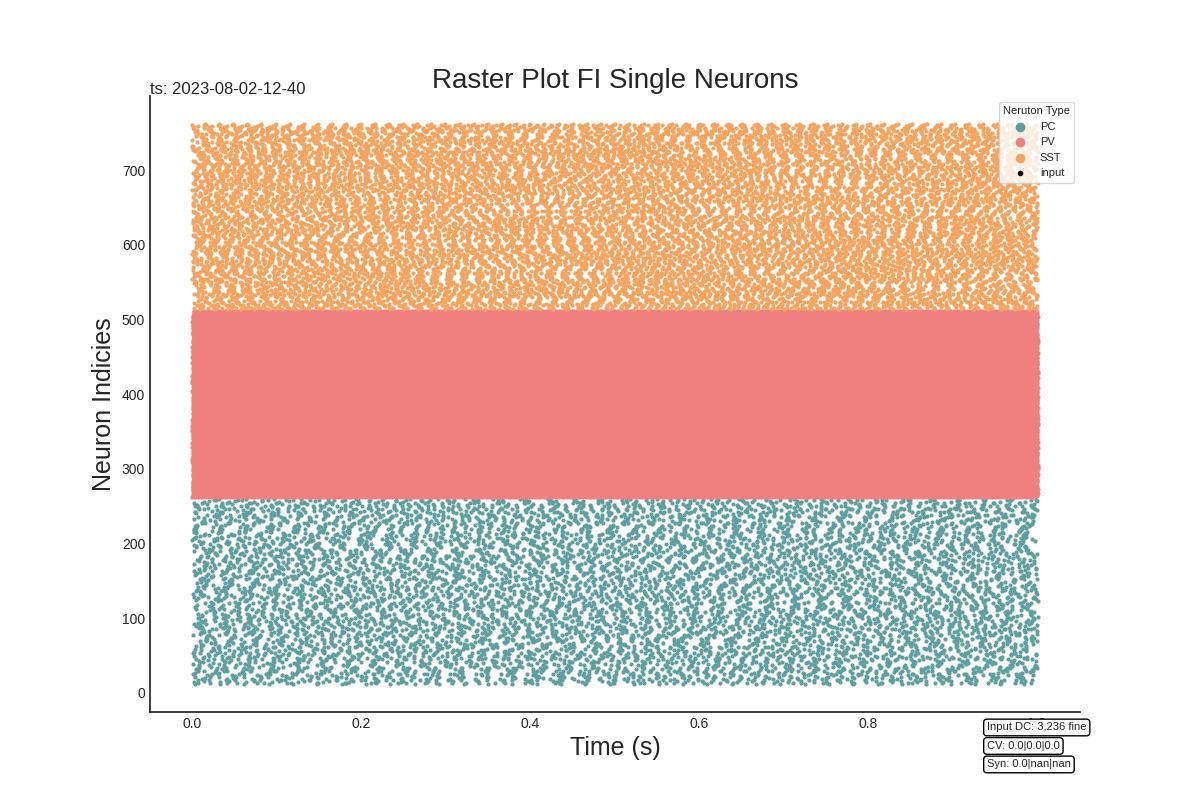 Raster Plot FI Single Neurons
ts: 2023-08-02-12-40
Neruton Type
PC
PV
SST
input
Neuron Indicies
700
600
500
400
300
200
100
0
0.0
0.2
0.4
0.6
0.8
Time (s)
Input DC: 3,236 fine
CV: 0.0|0.0|0.0
Syn: 0.0|nan|nan